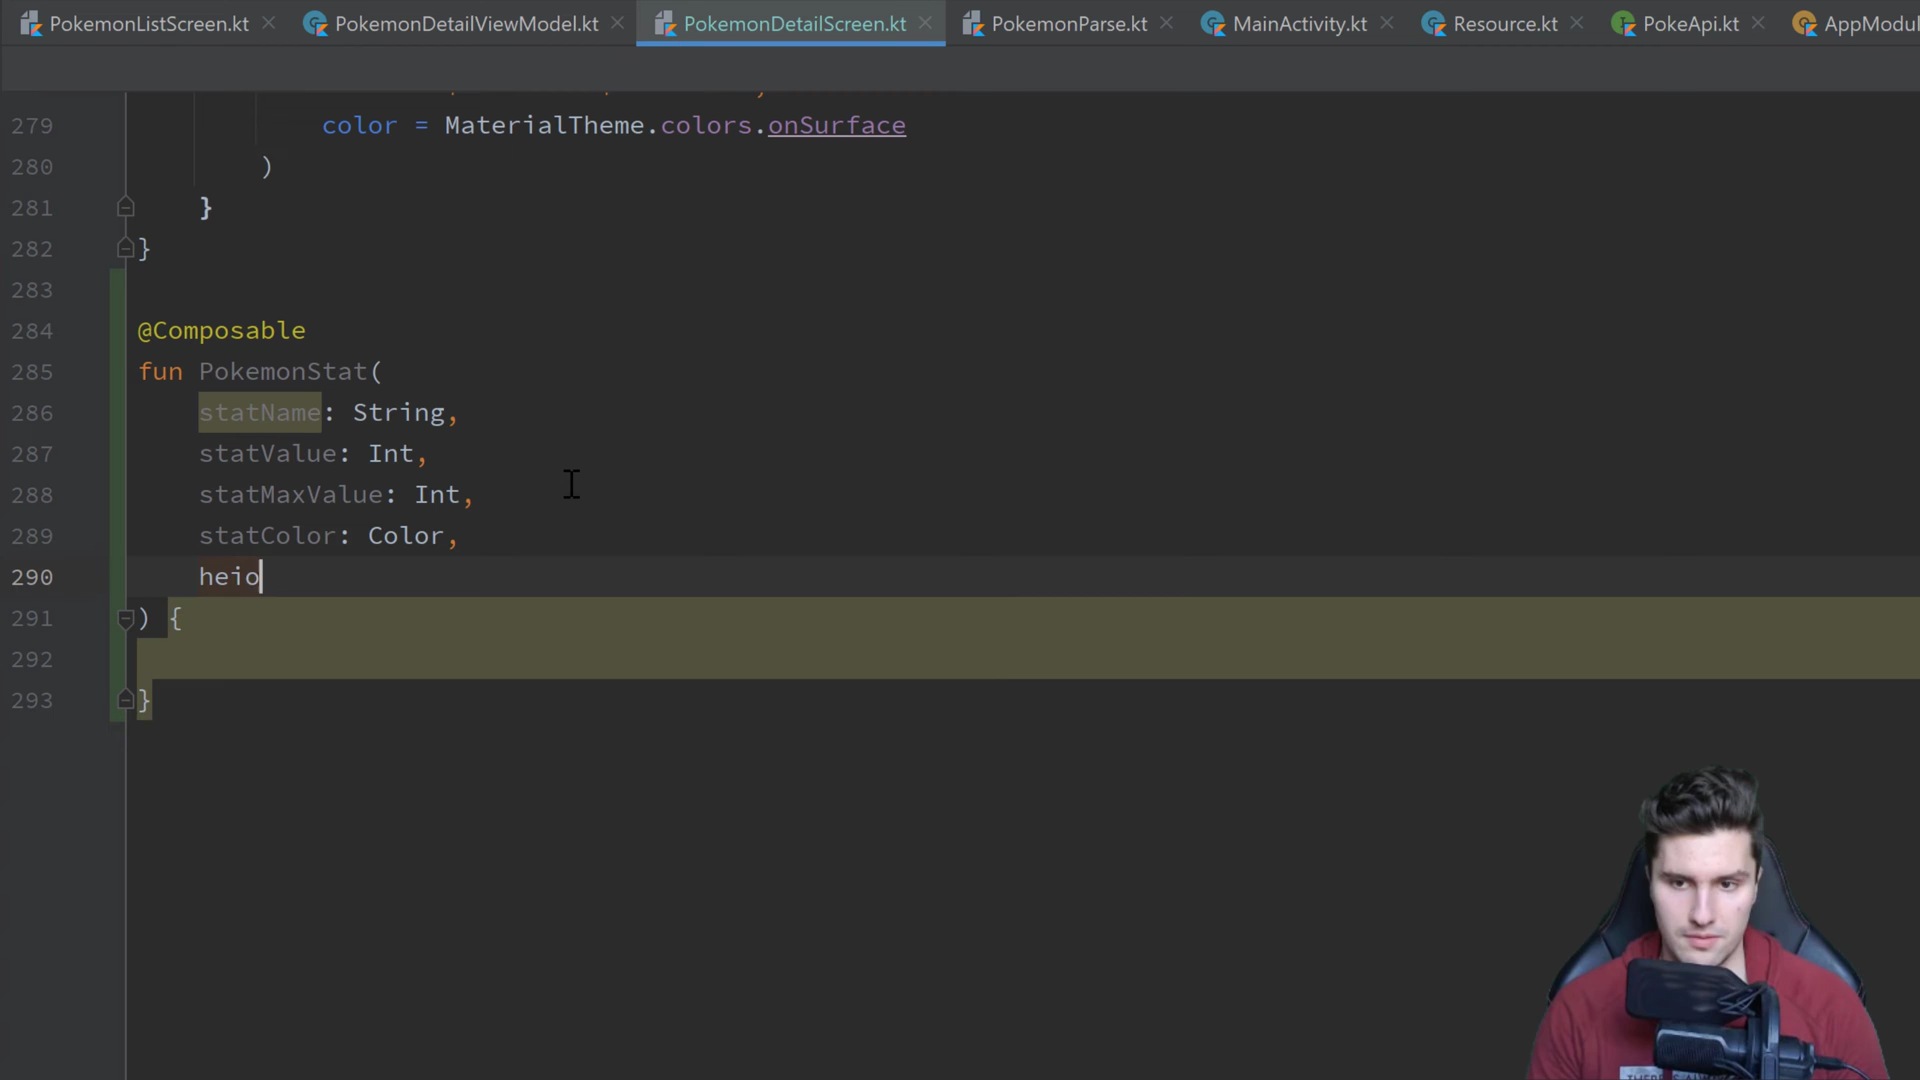 PokemonListScreen.kt PokemonDetailViewModel.kt PokemonDetailScreen.kt PokemonParse.kt MainActivity.kt Resource.kt PokeApi.kt AppModul
279 color = MaterialTheme.colors.onSurface
280 )
281 }
282 }
283
284 @Composable
285 fun PokemonStat(
286 statName: String,
287 statValue: Int,
288 statMaxValue: Int,
289 statColor: Color,
290 heio
291 ) {
292
293 }